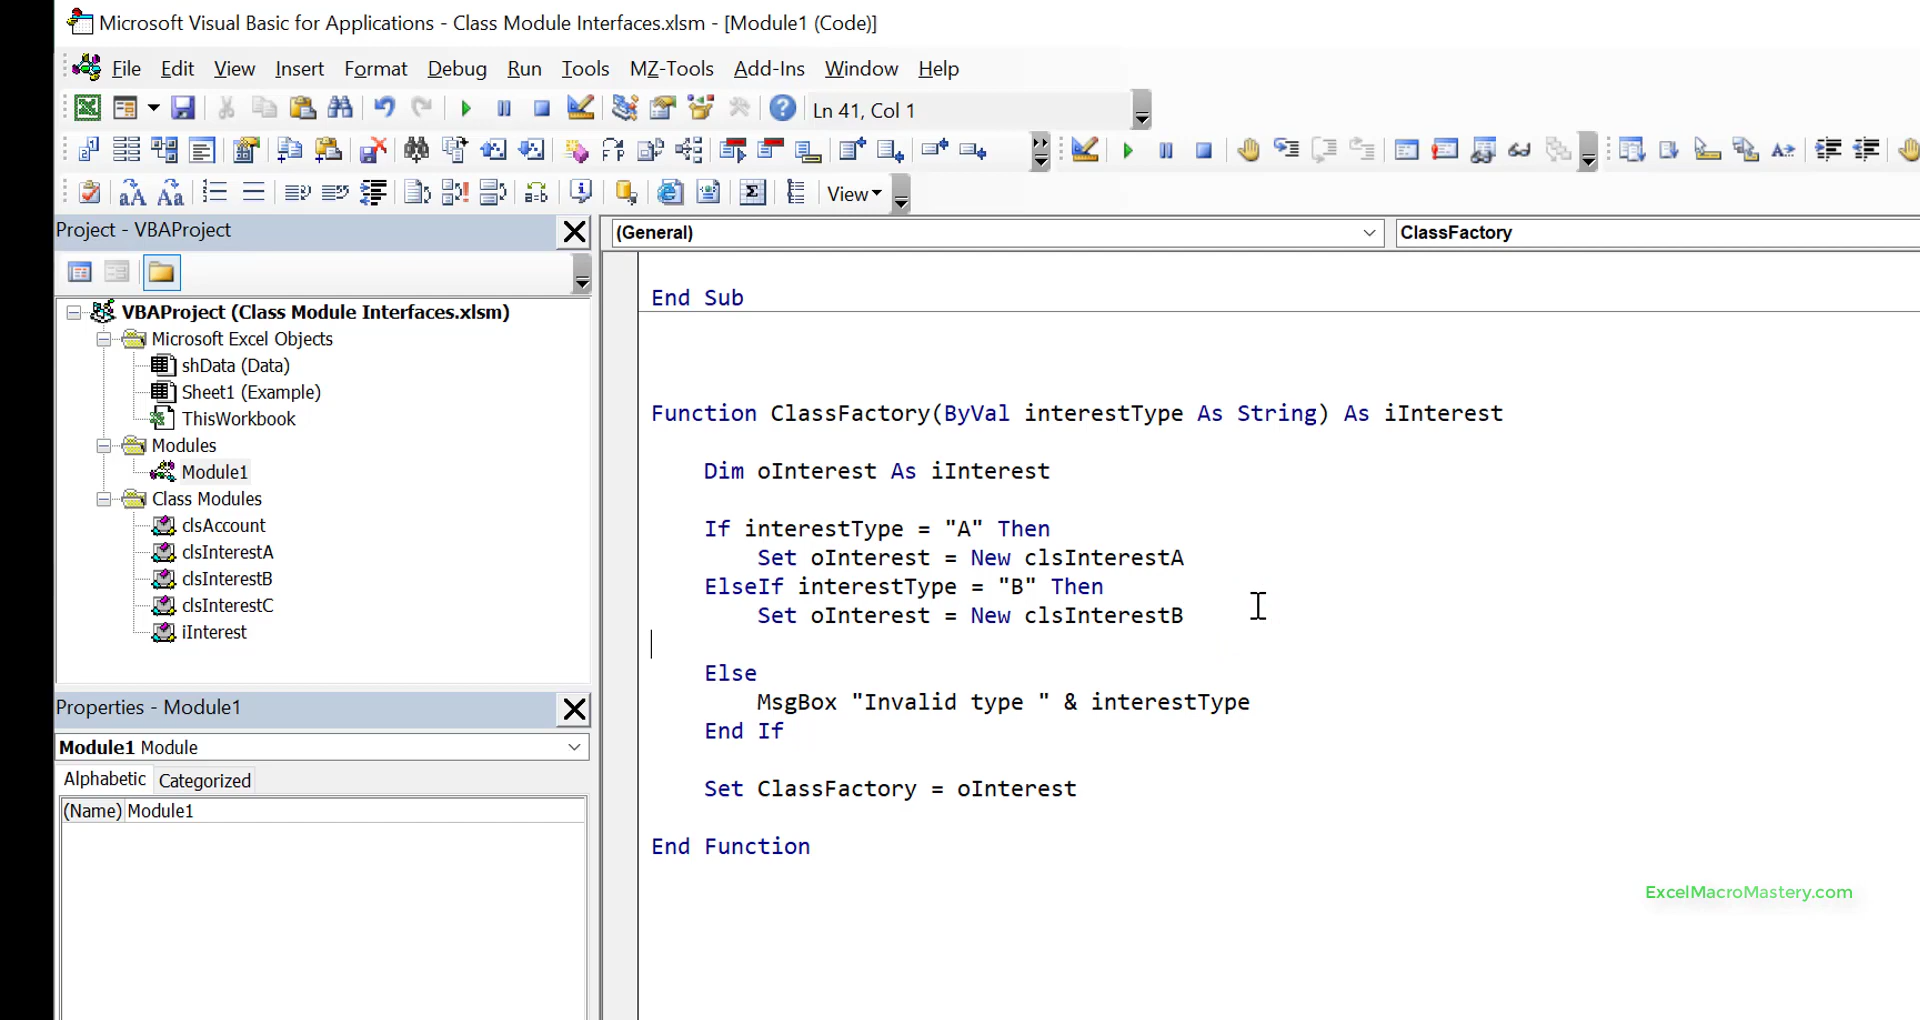 Microsoft Visual Basic for Applications - Class Module Interfaces.xlsm - [Module1 (Code)]
File Edit View Insert Format Debug Run Tools MZ-Tools Add-Ins Window Help
Ln 41, Col 1
View
Project - VBAProject
(General)
ClassFactory
VBAProject (Class Module Interfaces.xlsm)
Microsoft Excel Objects
shData (Data)
Sheet1 (Example)
ThisWorkbook
Modules
Module1
Class Modules
clsAccount
clsInterestA
clsInterestB
clsInterestC
iInterest
Properties - Module1
Module1 Module
Alphabetic Categorized
(Name) Module1
End Sub
Function ClassFactory(ByVal interestType As String) As iInterest
Dim oInterest As iInterest
If interestType = "A" Then
Set oInterest = New clsInterestA
ElseIf interestType = "B" Then
Set oInterest = New clsInterestB
Else
MsgBox "Invalid type " & interestType
End If
Set ClassFactory = oInterest
End Function
ExcelMacroMastery.com